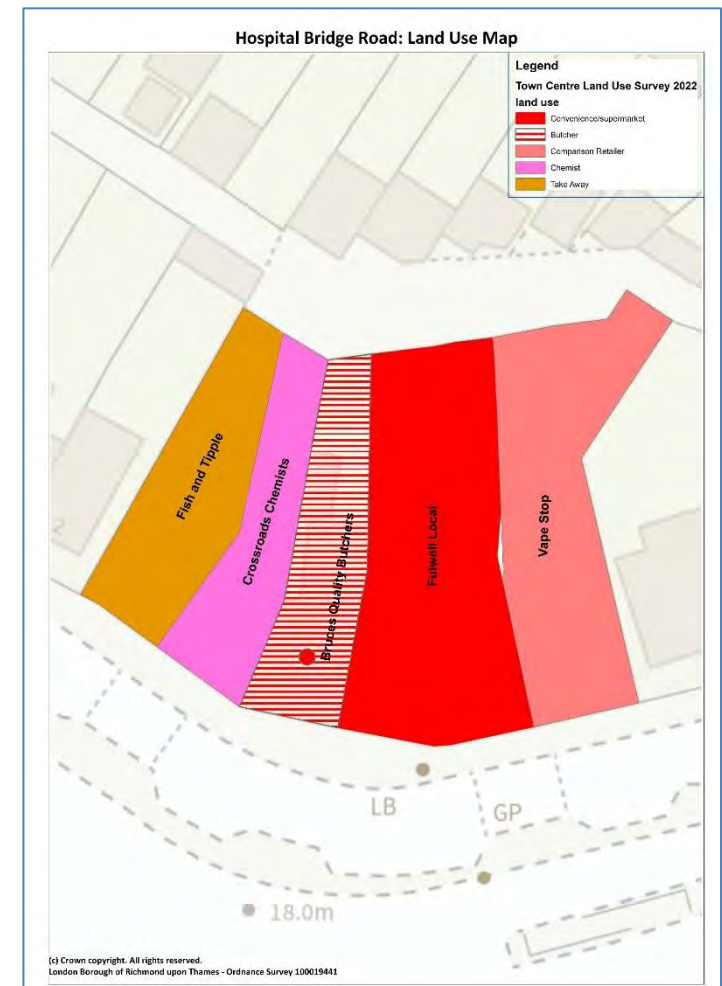 Hospital Bridge Road: Land Use Map
Legend
Town Centre Land Use Survey 2022
land use
Convenience/supermarket
Butcher
Comparison Retailer
Chemist
Take Away
Fish and Tipple
Crossroads Chemists
Bruces Quality Butchers
Fulwell Local
Vape Stop
2
LB
GP
18.0m
(c) Crown copyright. All rights reserved.
London Borough of Richmond upon Thames - Ordnance Survey 100019441